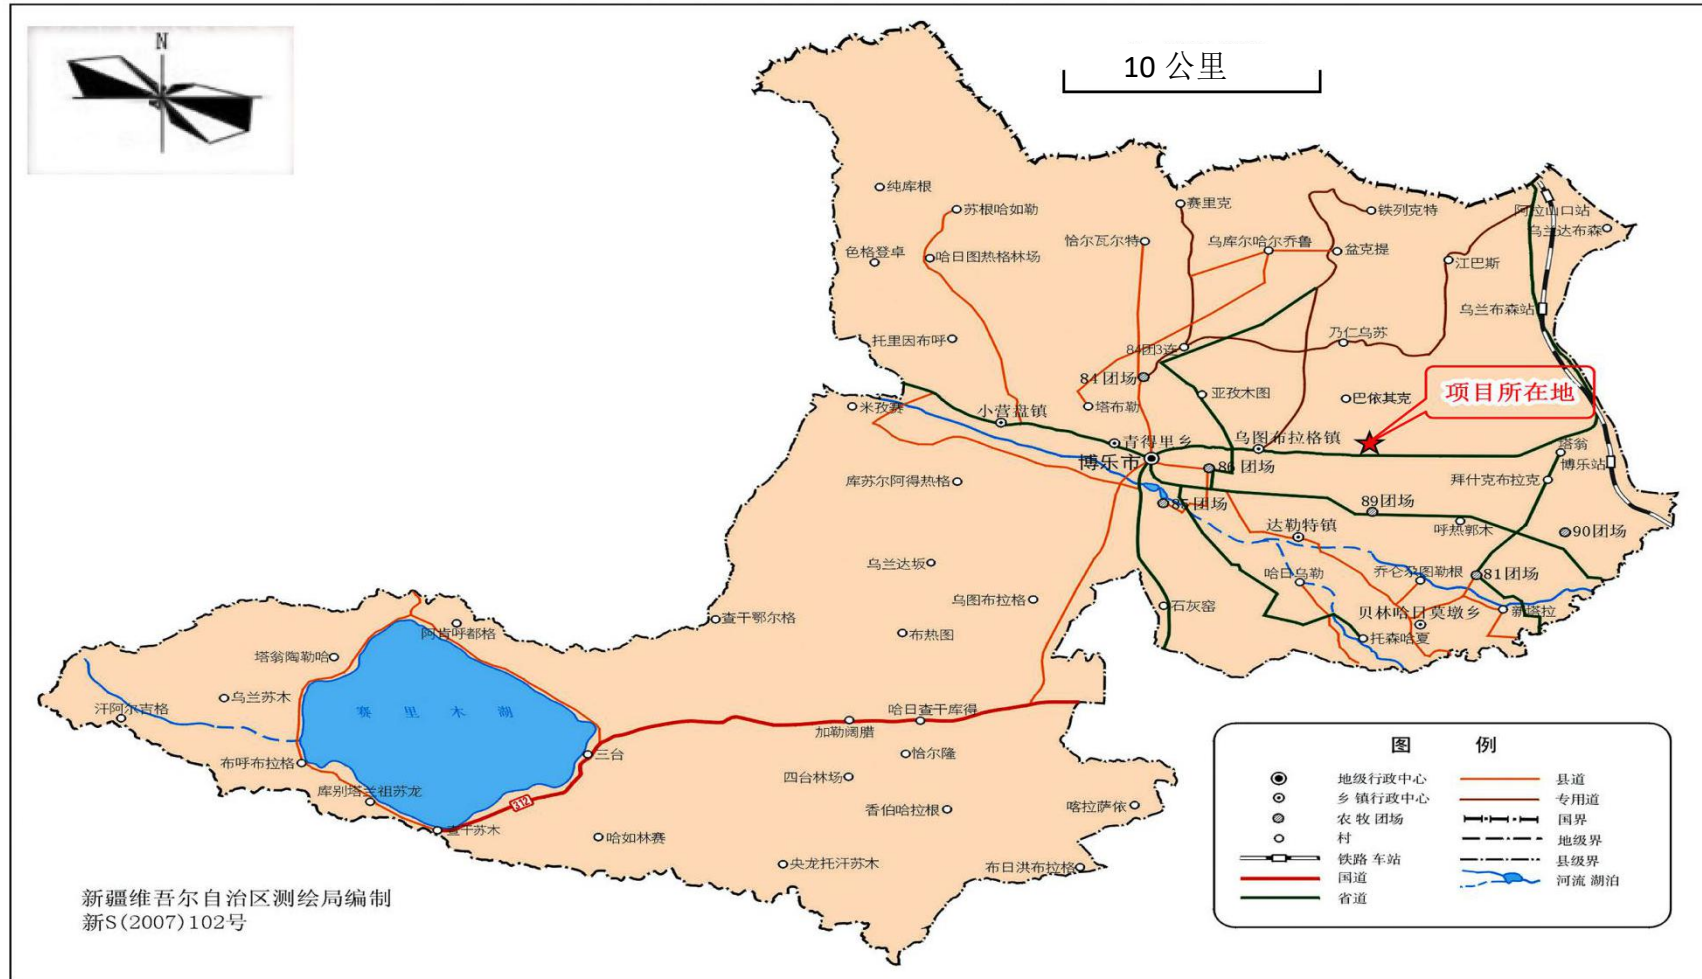 N
10 公里
纯库根
苏根哈如勒
赛里克
铁列克特
阿拉山口站
乌兰达布森
色格登卓
哈日图热格林场
恰尔瓦尔特
乌库尔哈尔乔鲁
盆克提
江巴斯
乌兰布森站
托里因布呼
84团3连
乃仁乌苏
84团场
亚孜木图
巴依其克
项目所在地
米孜赛
小营盘镇
塔布勒
青得里乡
乌图布拉格镇
塔翁
博乐市
86 团场
博乐站
库苏尔阿得热格
拜什克布拉克
85团场
89团场
达勒特镇
呼热郭木
90团场
乌兰达坂
哈日乌勒
乔仑尕图勒根
81团场
乌图布拉格
石灰窑
查干鄂尔格
贝林哈日莫墩乡
新塔拉
阿肯呼都格
布热图
托森哈夏
塔翁陶勒哈
乌兰苏木
汗阿尔吉格
赛里木湖
哈日查干库得
加勒阔腊
布呼布拉格
三台
恰尔隆
四台林场
库别塔兰祖苏龙
312
香伯哈拉根
喀拉萨依
查干苏木
哈如林赛
央龙托汗苏木
布日洪布拉格
图 例
地级行政中心
县道
乡 镇行政中心
专用道
农 牧 团场
国界
村
地级界
铁路 车站
县级界
国道
河流 湖泊
省道
新疆维吾尔自治区测绘局编制
新S(2007)102号